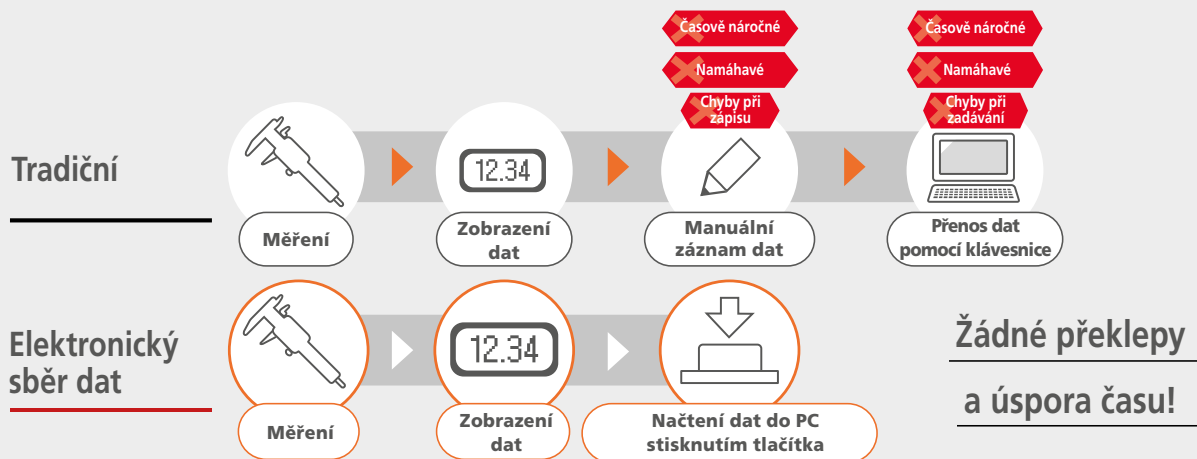 Časově náročné
Namáhavé
Chyby při
zápisu
Časově náročné
Namáhavé
Chyby při
zadávání
Tradiční
12.34
Měření
Zobrazení
dat
Manuální
záznam dat
Přenos dat
pomocí klávesnice
Elektronický
sběr dat
12.34
Měření
Zobrazení
dat
Načtení dat do PC
stisknutím tlačítka
Žádné překlepy
a úspora času!